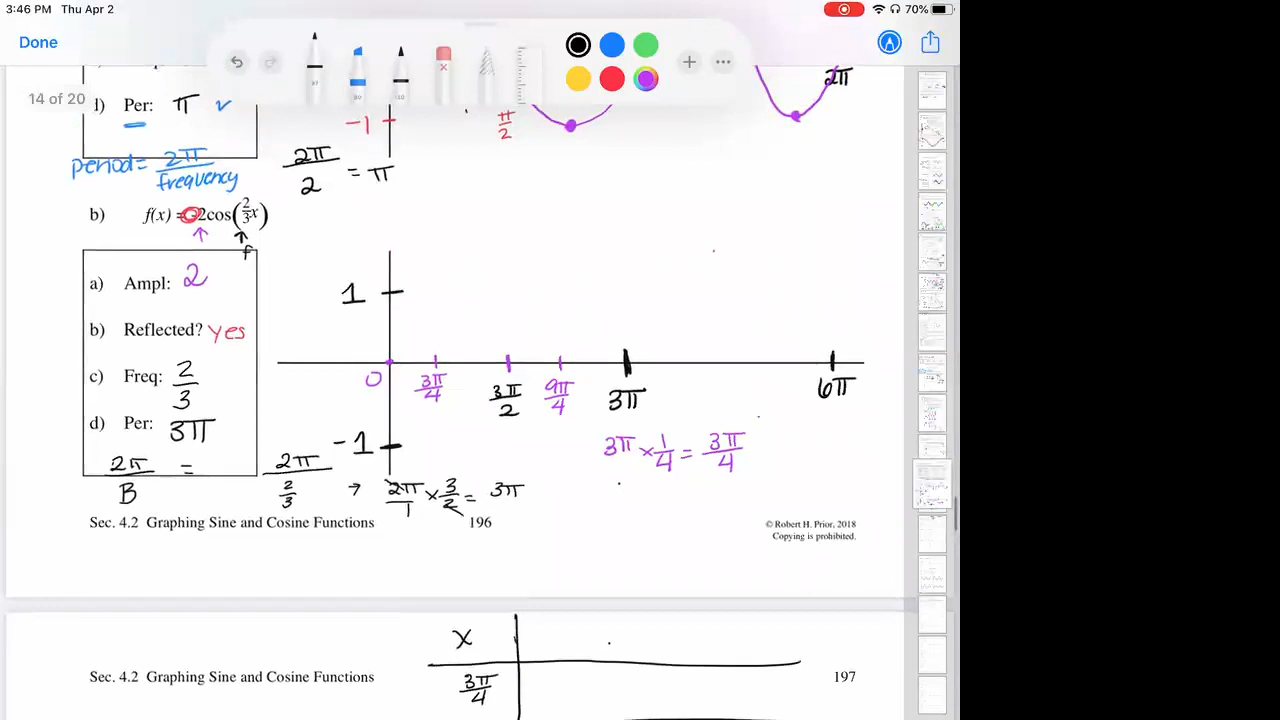 3:46 PM Thu Apr 2
70%
Done
14 of 20
d) Per: π ✓
-1
π/2
2π
period = 2π/frequency
2π/2 = π
b) f(x) = -2cos(2/3 x)
f
a) Ampl: 2
b) Reflected? yes
c) Freq: 2/3
d) Per: 3π
2π/B =
1
0
3π/4
3π/2
9π/4
3π
6π
-1
3π × 1/4 = 3π/4
2π/(2/3) → 2π/1 × 3/2 = 3π
Sec. 4.2 Graphing Sine and Cosine Functions
196
© Robert H. Prior, 2018
Copying is prohibited.
x
Sec. 4.2 Graphing Sine and Cosine Functions
3π/4
197